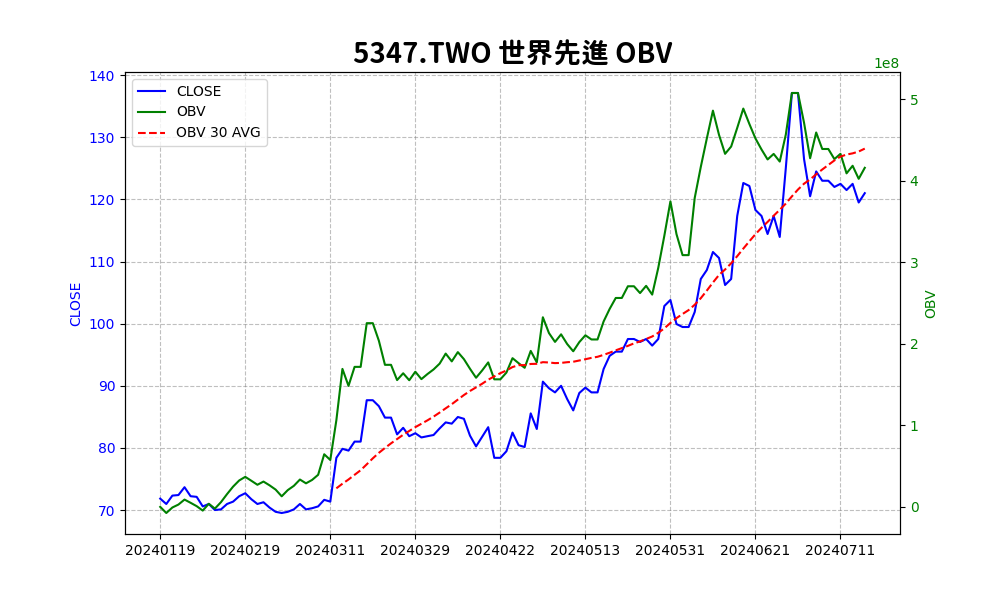 5347.TWO 世界先進 OBV
1e8
CLOSE
OBV
OBV 30 AVG
140
130
120
110
100
90
80
70
CLOSE
5
4
3
2
1
0
OBV
20240119 20240219 20240311 20240329 20240422 20240513 20240531 20240621 20240711